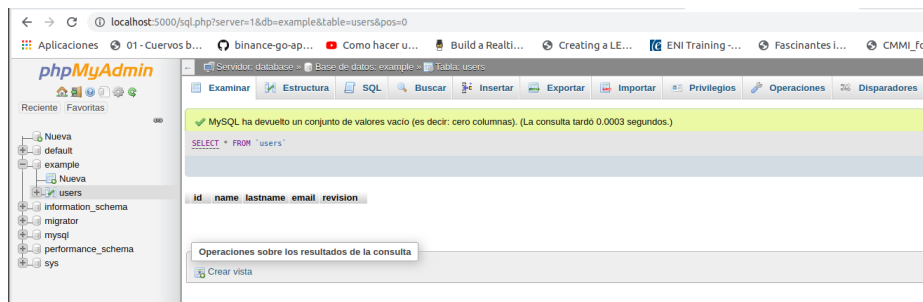 localhost:5000/sql.php?server=1&db=example&table=users&pos=0
Aplicaciones 01 - Cuervos b... binance-go-ap... Como hacer u... Build a Realti... Creating a LE... ENI Training -... Fascinantes i... CMMI_fo
phpMyAdmin
Reciente Favoritas
Nueva
default
example
Nueva
users
information_schema
migrator
mysql
performance_schema
sys
Servidor: database » Base de datos: example » Tabla: users
Examinar Estructura SQL Buscar Insertar Exportar Importar Privilegios Operaciones Disparadores
MySQL ha devuelto un conjunto de valores vacío (es decir: cero columnas). (La consulta tardó 0.0003 segundos.)
SELECT * FROM `users`
id name lastname email revision
Operaciones sobre los resultados de la consulta
Crear vista